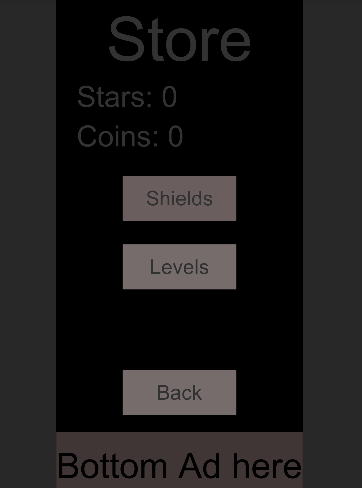 Store
Stars: 0
Coins: 0
Shields
Levels
Back
Bottom Ad here